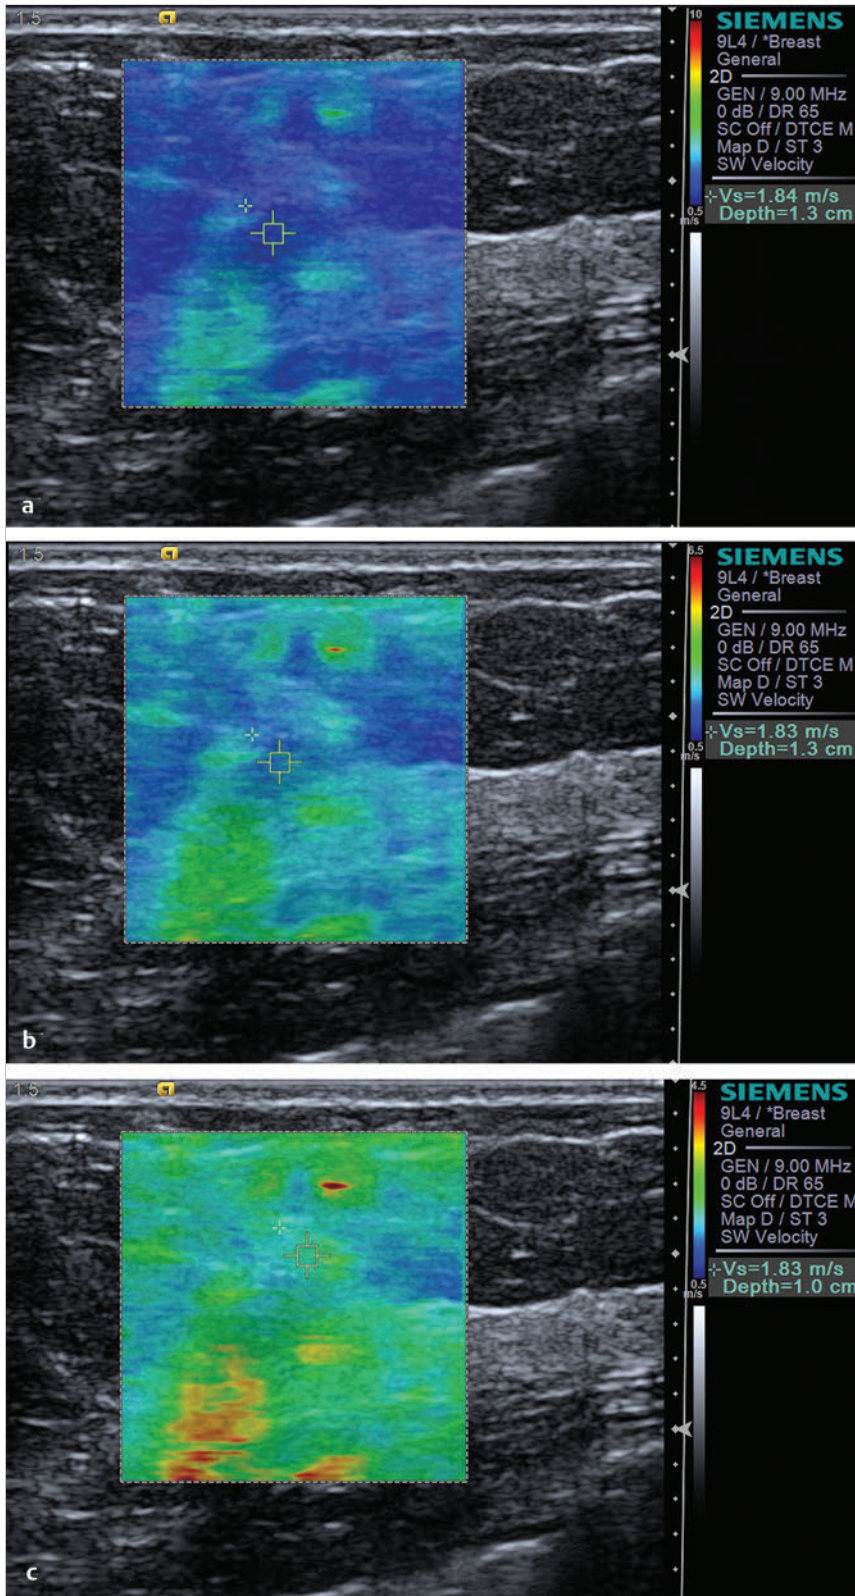 1.5
10
SIEMENS
9L4 / *Breast
General
2D
GEN / 9.00 MHz
0 dB / DR 65
SC Off / DTCE M
Map D / ST 3
SW Velocity
Vs=1.84 m/s
Depth=1.3 cm
0.5
m/s
a
1.5
6.5
SIEMENS
9L4 / *Breast
General
2D
GEN / 9.00 MHz
0 dB / DR 65
SC Off / DTCE M
Map D / ST 3
SW Velocity
Vs=1.83 m/s
Depth=1.3 cm
0.5
m/s
b
1.5
4.5
SIEMENS
9L4 / *Breast
General
2D
GEN / 9.00 MHz
0 dB / DR 65
SC Off / DTCE M
Map D / ST 3
SW Velocity
Vs=1.83 m/s
Depth=1.0 cm
0.5
m/s
c